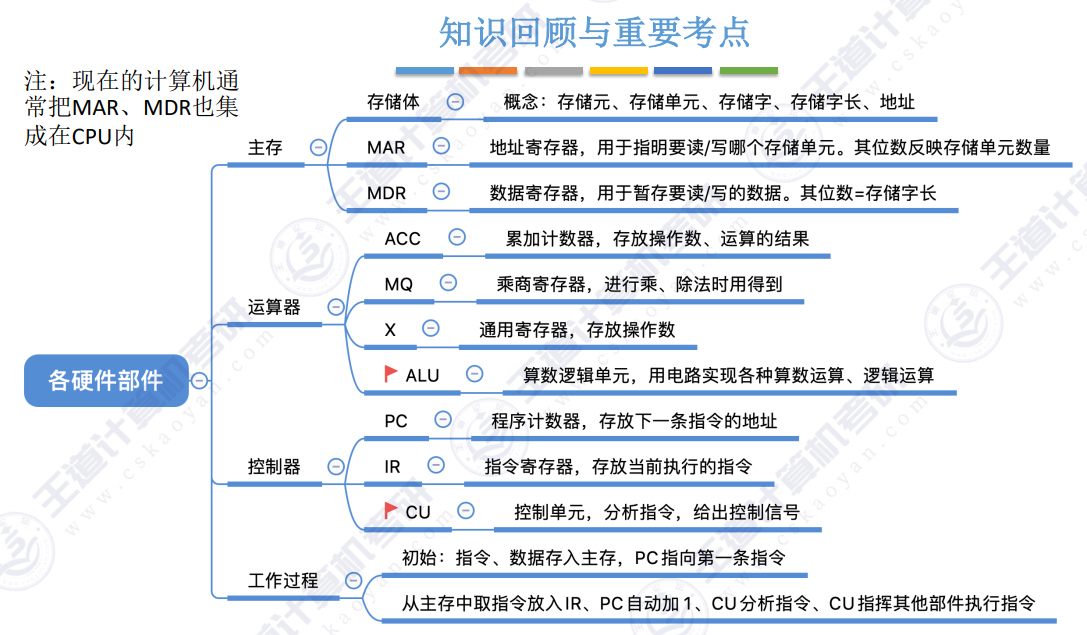 知识回顾与重要考点
注：现在的计算机通
常把MAR、MDR也集
成在CPU内
各硬件部件
主存
存储体
概念：存储元、存储单元、存储字、存储字长、地址
MAR
地址寄存器，用于指明要读/写哪个存储单元。其位数反映存储单元数量
MDR
数据寄存器，用于暂存要读/写的数据。其位数=存储字长
运算器
ACC
累加计数器，存放操作数、运算的结果
MQ
乘商寄存器，进行乘、除法时用得到
X
通用寄存器，存放操作数
ALU
算数逻辑单元，用电路实现各种算数运算、逻辑运算
控制器
PC
程序计数器，存放下一条指令的地址
IR
指令寄存器，存放当前执行的指令
CU
控制单元，分析指令，给出控制信号
工作过程
初始：指令、数据存入主存，PC指向第一条指令
从主存中取指令放入IR、PC自动加1、CU分析指令、CU指挥其他部件执行指令
王道计算机考研
www.cskaoyan.com